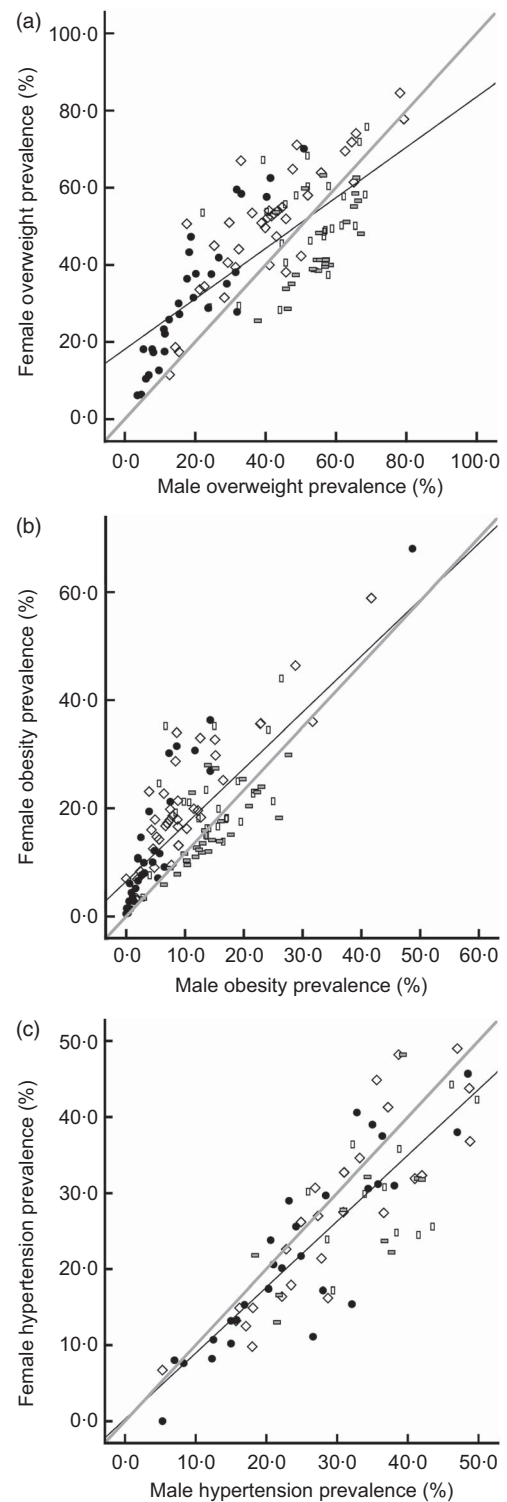 (a)
100·0
80·0
60·0
40·0
20·0
0·0
Female overweight prevalence (%)
0·0 20·0 40·0 60·0 80·0 100·0
Male overweight prevalence (%)
(b)
60·0
40·0
20·0
0·0
Female obesity prevalence (%)
0·0 10·0 20·0 30·0 40·0 50·0 60·0
Male obesity prevalence (%)
(c)
50·0
40·0
30·0
20·0
10·0
0·0
Female hypertension prevalence (%)
0·0 10·0 20·0 30·0 40·0 50·0
Male hypertension prevalence (%)